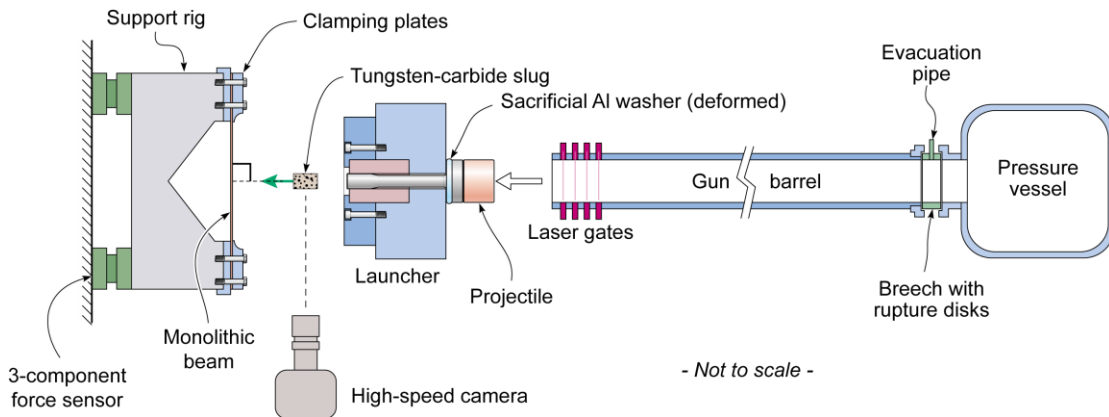 Support rig
Clamping plates
Tungsten-carbide slug
Sacrificial Al washer (deformed)
Evacuation
pipe
Pressure
vessel
Gun barrel
Laser gates
Launcher
Projectile
Breech with
rupture disks
Monolithic
beam
3-component
force sensor
High-speed camera
- Not to scale -